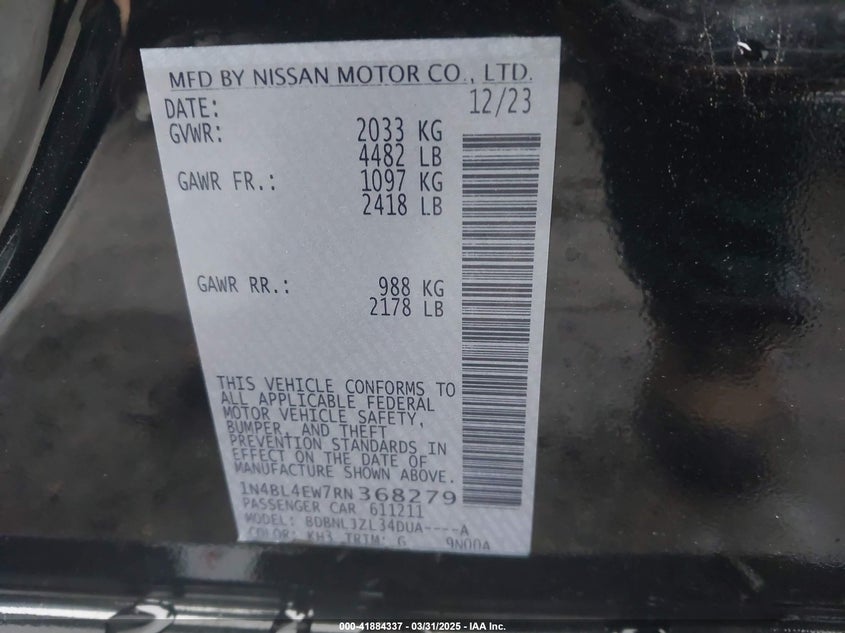 MFD BY NISSAN MOTOR CO., LTD.
DATE: 12/23
GVWR: 2033 KG
4482 LB
GAWR FR.: 1097 KG
2418 LB
GAWR RR.: 988 KG
2178 LB
THIS VEHICLE CONFORMS TO
ALL APPLICABLE FEDERAL
MOTOR VEHICLE SAFETY,
BUMPER, AND THEFT
PREVENTION STANDARDS IN
EFFECT ON THE DATE OF
MANUFACTURE SHOWN ABOVE.
1N4BL4EW7RN368279
PASSENGER CAR 611211
MODEL: BDBNL3ZL34DUA----A
COLOR: KH3 TRIM: G 9N00A
000-41884337 - 03/31/2025 - IAA Inc.